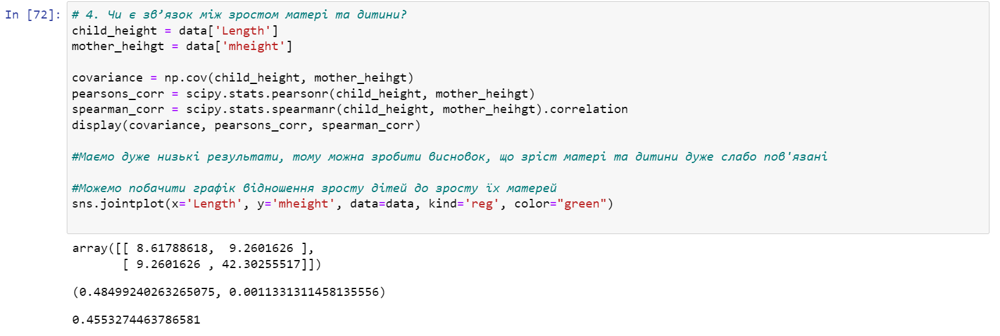 In [72]: # 4. Чи є зв’язок між зростом матері та дитини?
child_height = data['Length']
mother_heihgt = data['mheight']
covariance = np.cov(child_height, mother_heihgt)
pearsons_corr = scipy.stats.pearsonr(child_height, mother_heihgt)
spearman_corr = scipy.stats.spearmanr(child_height, mother_heihgt).correlation
display(covariance, pearsons_corr, spearman_corr)
#Маємо дуже низькі результати, тому можна зробити висновок, що зріст матері та дитини дуже слабо пов'язані
#Можемо побачити графік відношення зросту дітей до зросту їх матерей
sns.jointplot(x='Length', y='mheight', data=data, kind='reg', color="green")
array([[ 8.61788618,  9.2601626 ],
       [ 9.2601626 , 42.30255517]])
(0.48499240263265075, 0.0011331311458135556)
0.4553274463786581